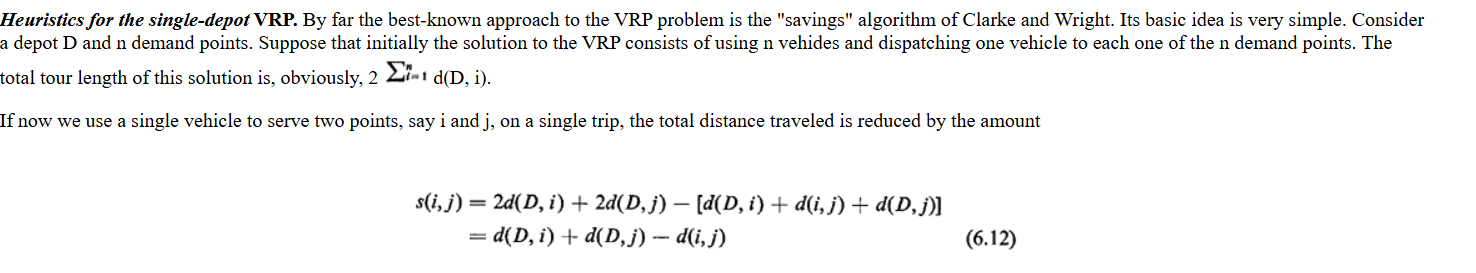 Heuristics for the single-depot VRP. By far the best-known approach to the VRP problem is the "savings" algorithm of Clarke and Wright. Its basic idea is very simple. Consider
a depot D and n demand points. Suppose that initially the solution to the VRP consists of using n vehides and dispatching one vehicle to each one of the n demand points. The
total tour length of this solution is, obviously, 2 Σⁿᵢ₌₁ d(D, i).
If now we use a single vehicle to serve two points, say i and j, on a single trip, the total distance traveled is reduced by the amount
s(i, j) = 2d(D, i) + 2d(D, j) − [d(D, i) + d(i, j) + d(D, j)]
= d(D, i) + d(D, j) − d(i, j) (6.12)